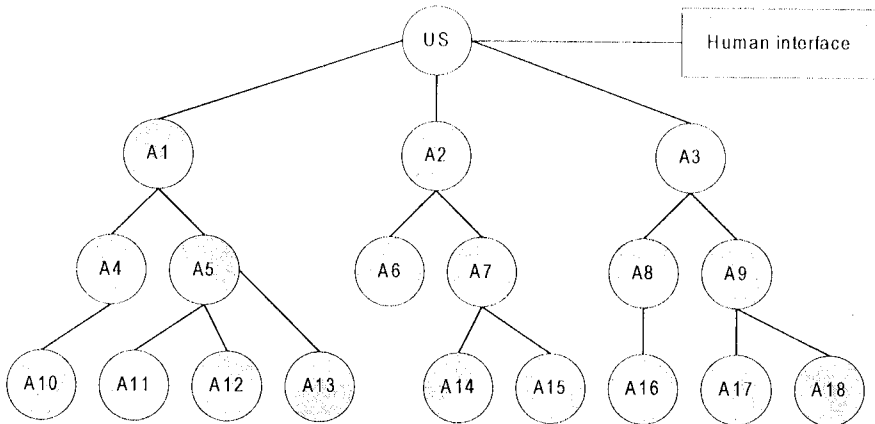 US
Human interface
A1
A2
A3
A4
A5
A6
A7
A8
A9
A10
A11
A12
A13
A14
A15
A16
A17
A18